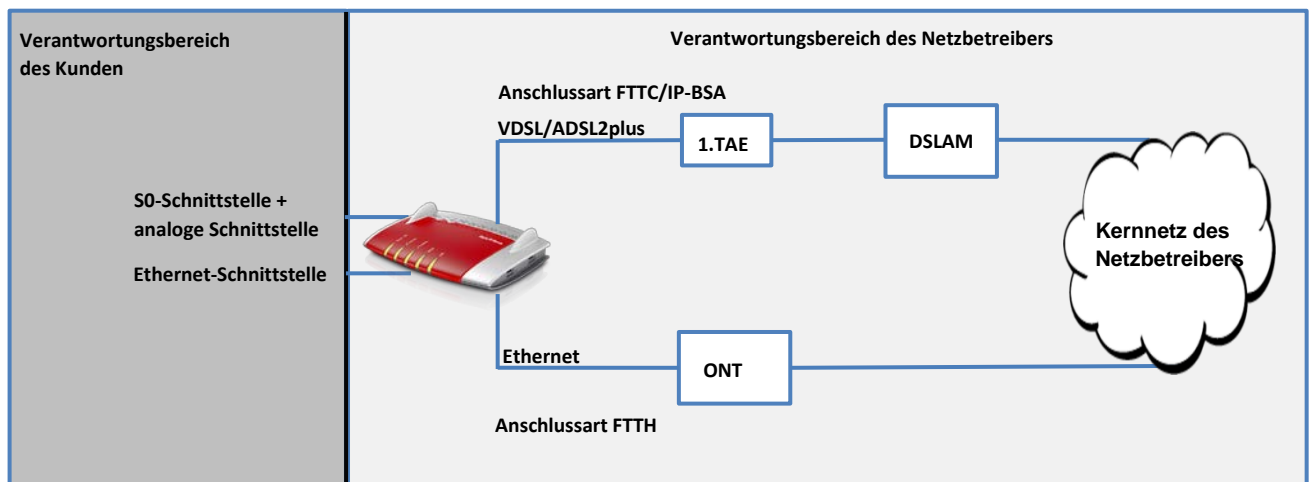 Verantwortungsbereich
des Kunden
Verantwortungsbereich des Netzbetreibers
Anschlussart FTTC/IP-BSA
VDSL/ADSL2plus
1.TAE
DSLAM
S0-Schnittstelle +
analoge Schnittstelle
Ethernet-Schnittstelle
Kernnetz des
Netzbetreibers
Ethernet
ONT
Anschlussart FTTH